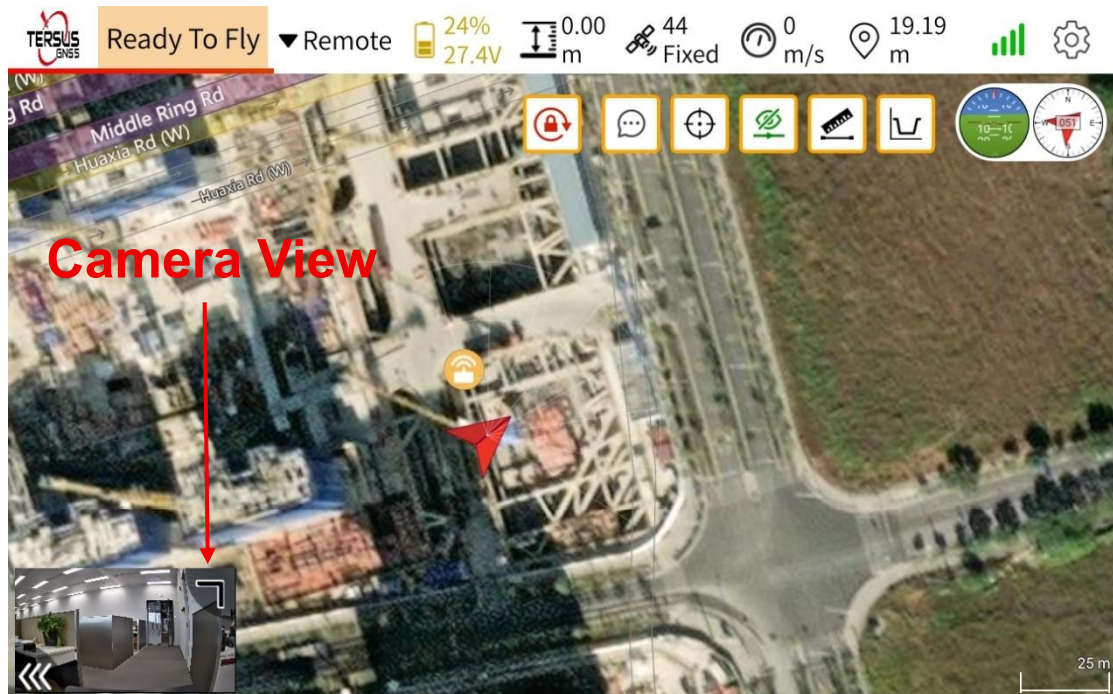 TERSUS
GNSS
Ready To Fly
Remote
24%
27.4V
0.00
m
44
Fixed
0
m/s
19.19
m
(W)
g Rd
Middle Ring Rd
Huaxia Rd (W)
Huaxia Rd (W)
N
W
051
E
Camera View
25 m